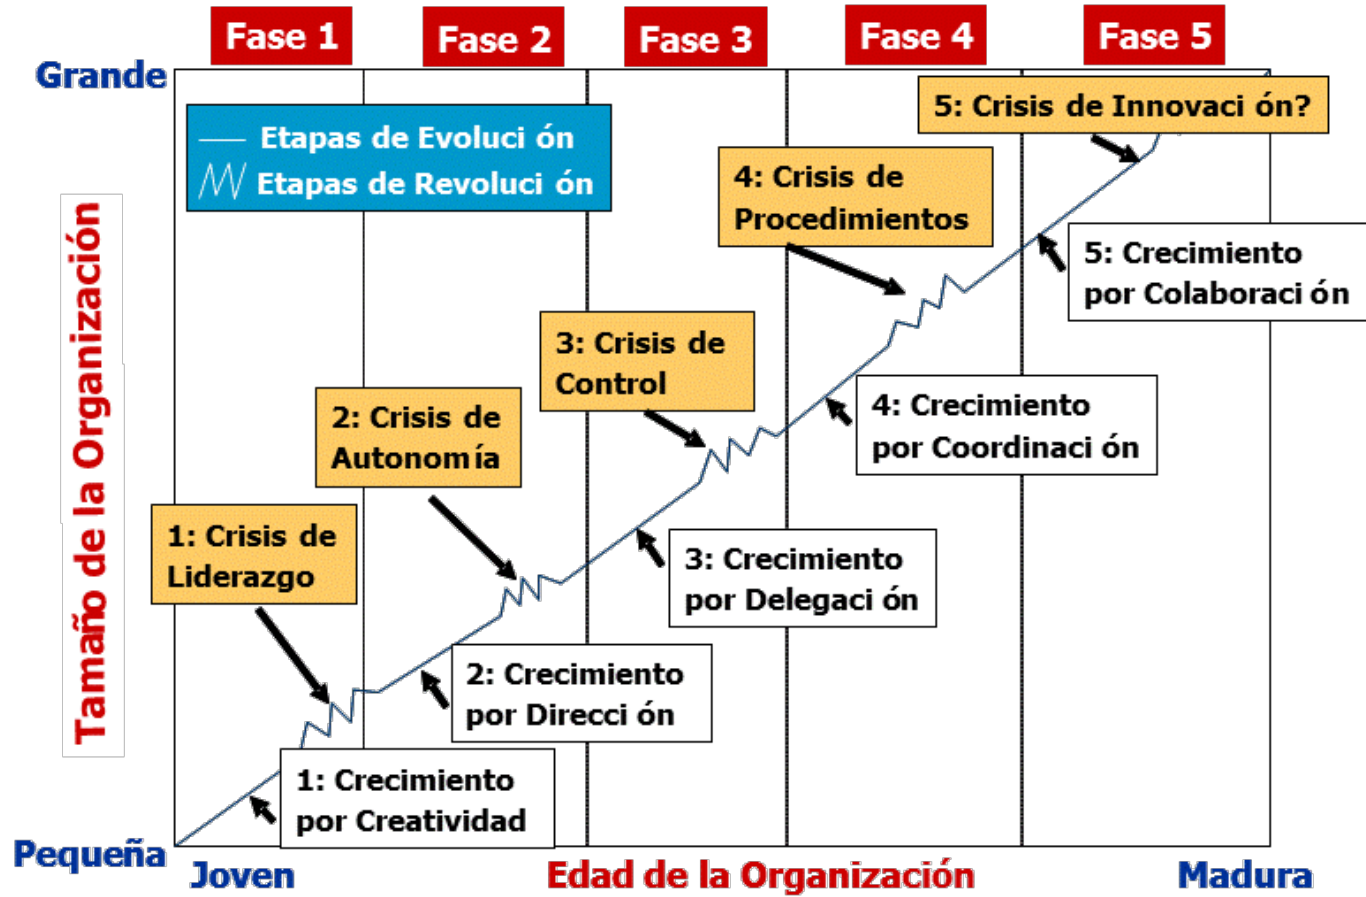 Fase 1
Fase 2
Fase 3
Fase 4
Fase 5
Grande
Etapas de Evoluci ón
Etapas de Revoluci ón
5: Crisis de Innovaci ón?
4: Crisis de
Procedimientos
5: Crecimiento
por Colaboraci ón
3: Crisis de
Control
2: Crisis de
Autonomía
4: Crecimiento
por Coordinaci ón
1: Crisis de
Liderazgo
3: Crecimiento
por Delegaci ón
2: Crecimiento
por Direcci ón
1: Crecimiento
por Creatividad
Tamaño de la Organización
Pequeña
Joven
Edad de la Organización
Madura